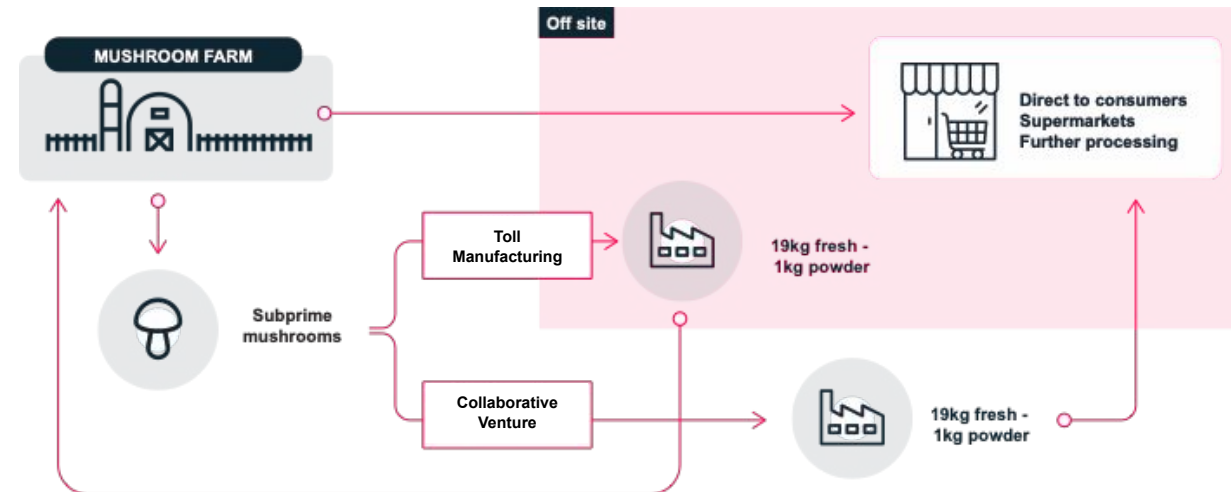 Off site
MUSHROOM FARM
Direct to consumers
Supermarkets
Further processing
Toll
Manufacturing
19kg fresh -
1kg powder
Subprime
mushrooms
Collaborative
Venture
19kg fresh -
1kg powder